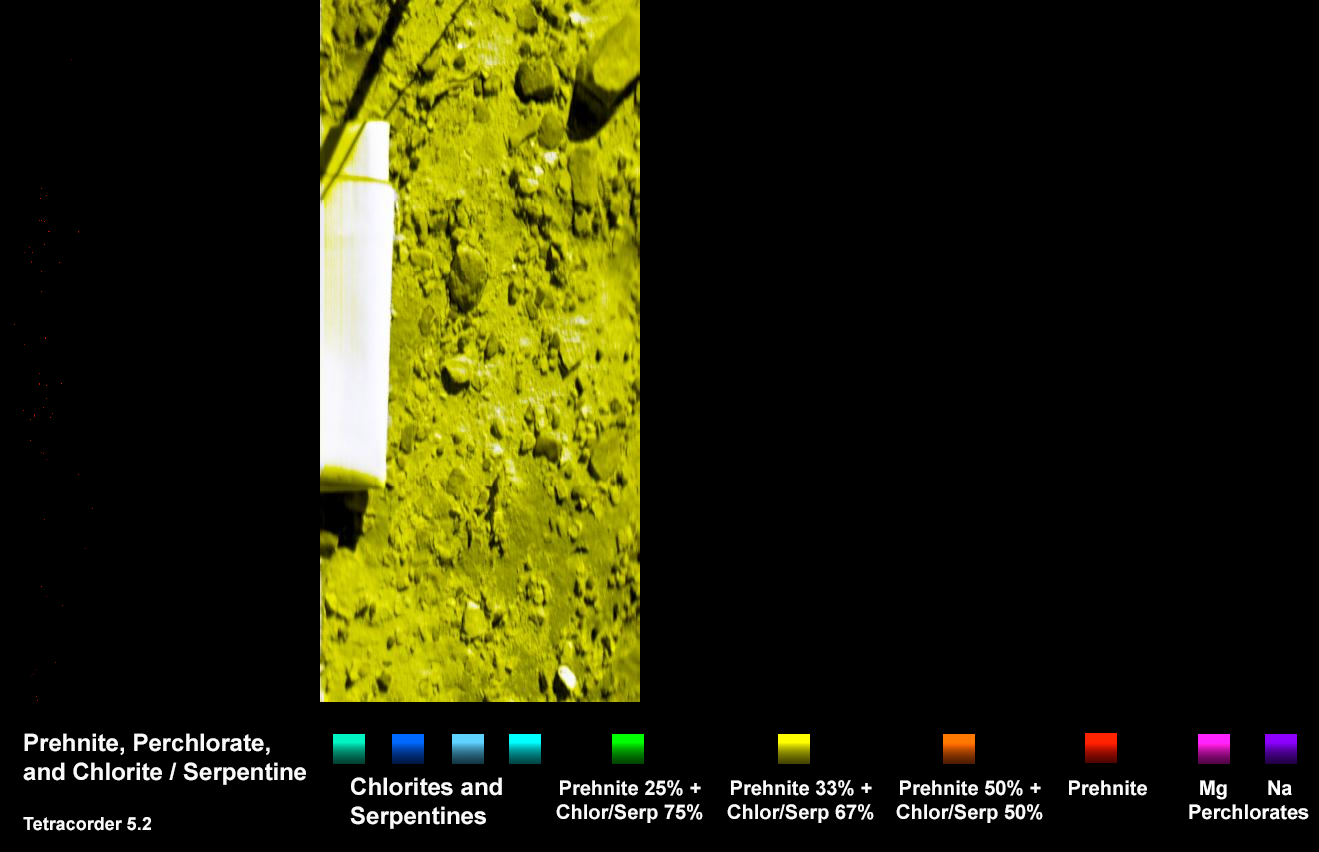 Prehnite, Perchlorate,
and Chlorite / Serpentine
Tetracorder 5.2
Chlorites and
Serpentines
Prehnite 25% +
Chlor/Serp 75%
Prehnite 33% +
Chlor/Serp 67%
Prehnite 50% +
Chlor/Serp 50%
Prehnite
Mg Na
Perchlorates